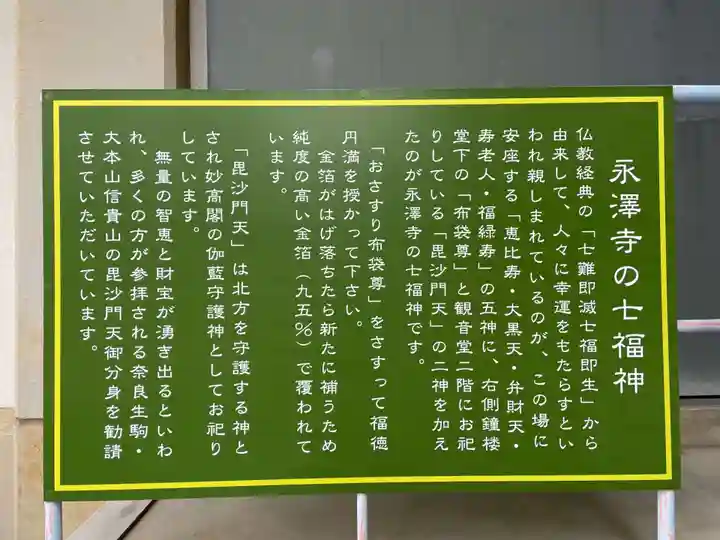 永澤寺の七福神
仏教経典の「七難即滅七福即生」から
由来して、人々に幸運をもたらすとい
われ親しまれているのが、この場に
安座する「恵比寿・大黒天・弁財天・
寿老人・福緑寿」の五神に、右側鐘楼
堂下の「布袋尊」と観音堂二階にお祀
りしている「毘沙門天」の二神を加え
たのが永澤寺の七福神です。
「おさすり布袋尊」をさすって福徳
円満を授かって下さい。
金箔がはげ落ちたら新たに補うため
純度の高い金箔（九五％）で覆われて
います。
「毘沙門天」は北方を守護する神と
され妙高閣の伽藍守護神としてお祀り
しています。
無量の智恵と財宝が湧き出るといわ
れ、多くの方が参拝される奈良生駒・
大本山信貴山の毘沙門天御分身を勧請
させていただいています。